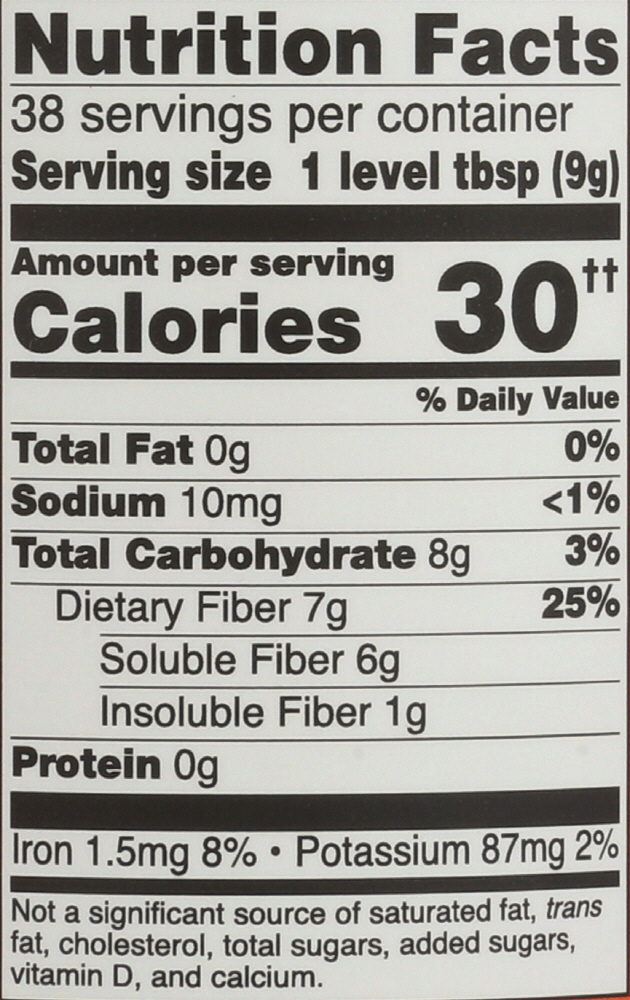 Nutrition Facts
38 servings per container
Serving size 1 level tbsp (9g)
Amount per serving
Calories 30††
% Daily Value
Total Fat 0g 0%
Sodium 10mg <1%
Total Carbohydrate 8g 3%
Dietary Fiber 7g 25%
Soluble Fiber 6g
Insoluble Fiber 1g
Protein 0g
Iron 1.5mg 8% • Potassium 87mg 2%
Not a significant source of saturated fat, trans
fat, cholesterol, total sugars, added sugars,
vitamin D, and calcium.